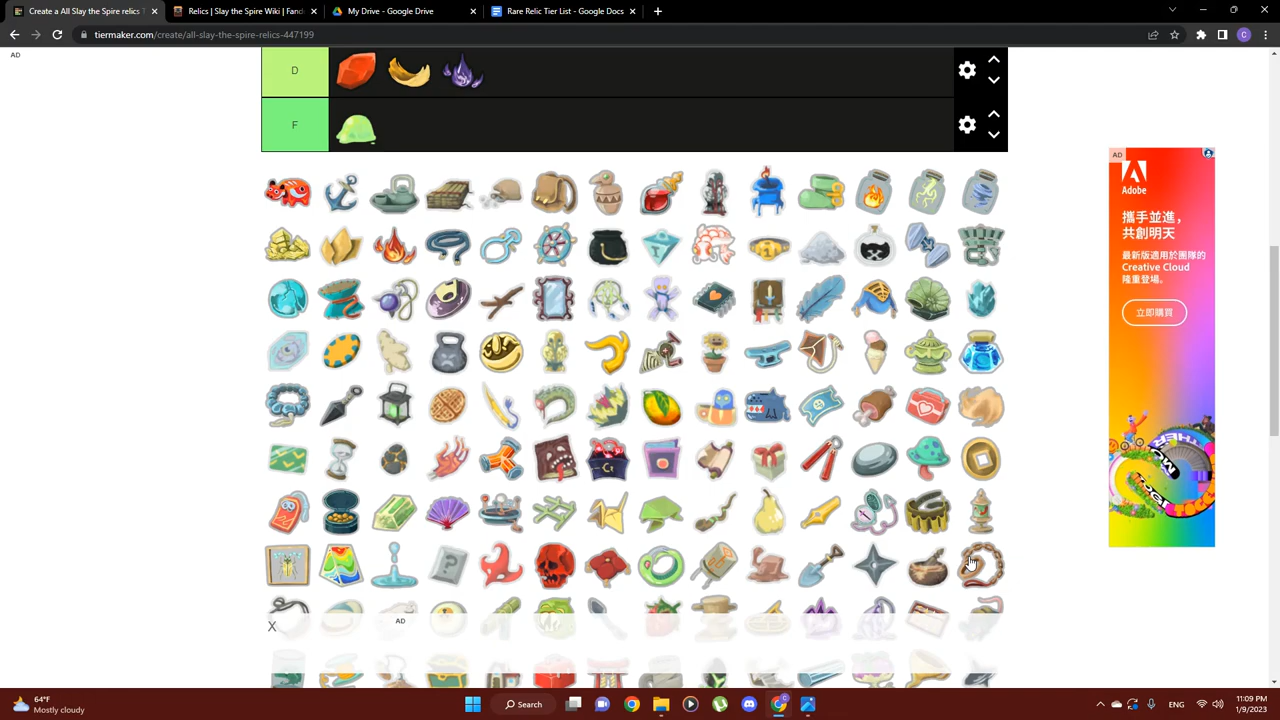 Create a All Slay the Spire relics T
Relics | Slay the Spire Wiki | Fand
My Drive - Google Drive
Rare Relic Tier List - Google Docs
tiermaker.com/create/all-slay-the-spire-relics-447199
C
AD
D
F
AD
Adobe
攜手並進，
共創明天
最新版適用於團隊的
Creative Cloud
隆重登場。
立即購買
X
AD
64°F
Mostly cloudy
Search
ENG
11:09 PM
1/9/2023